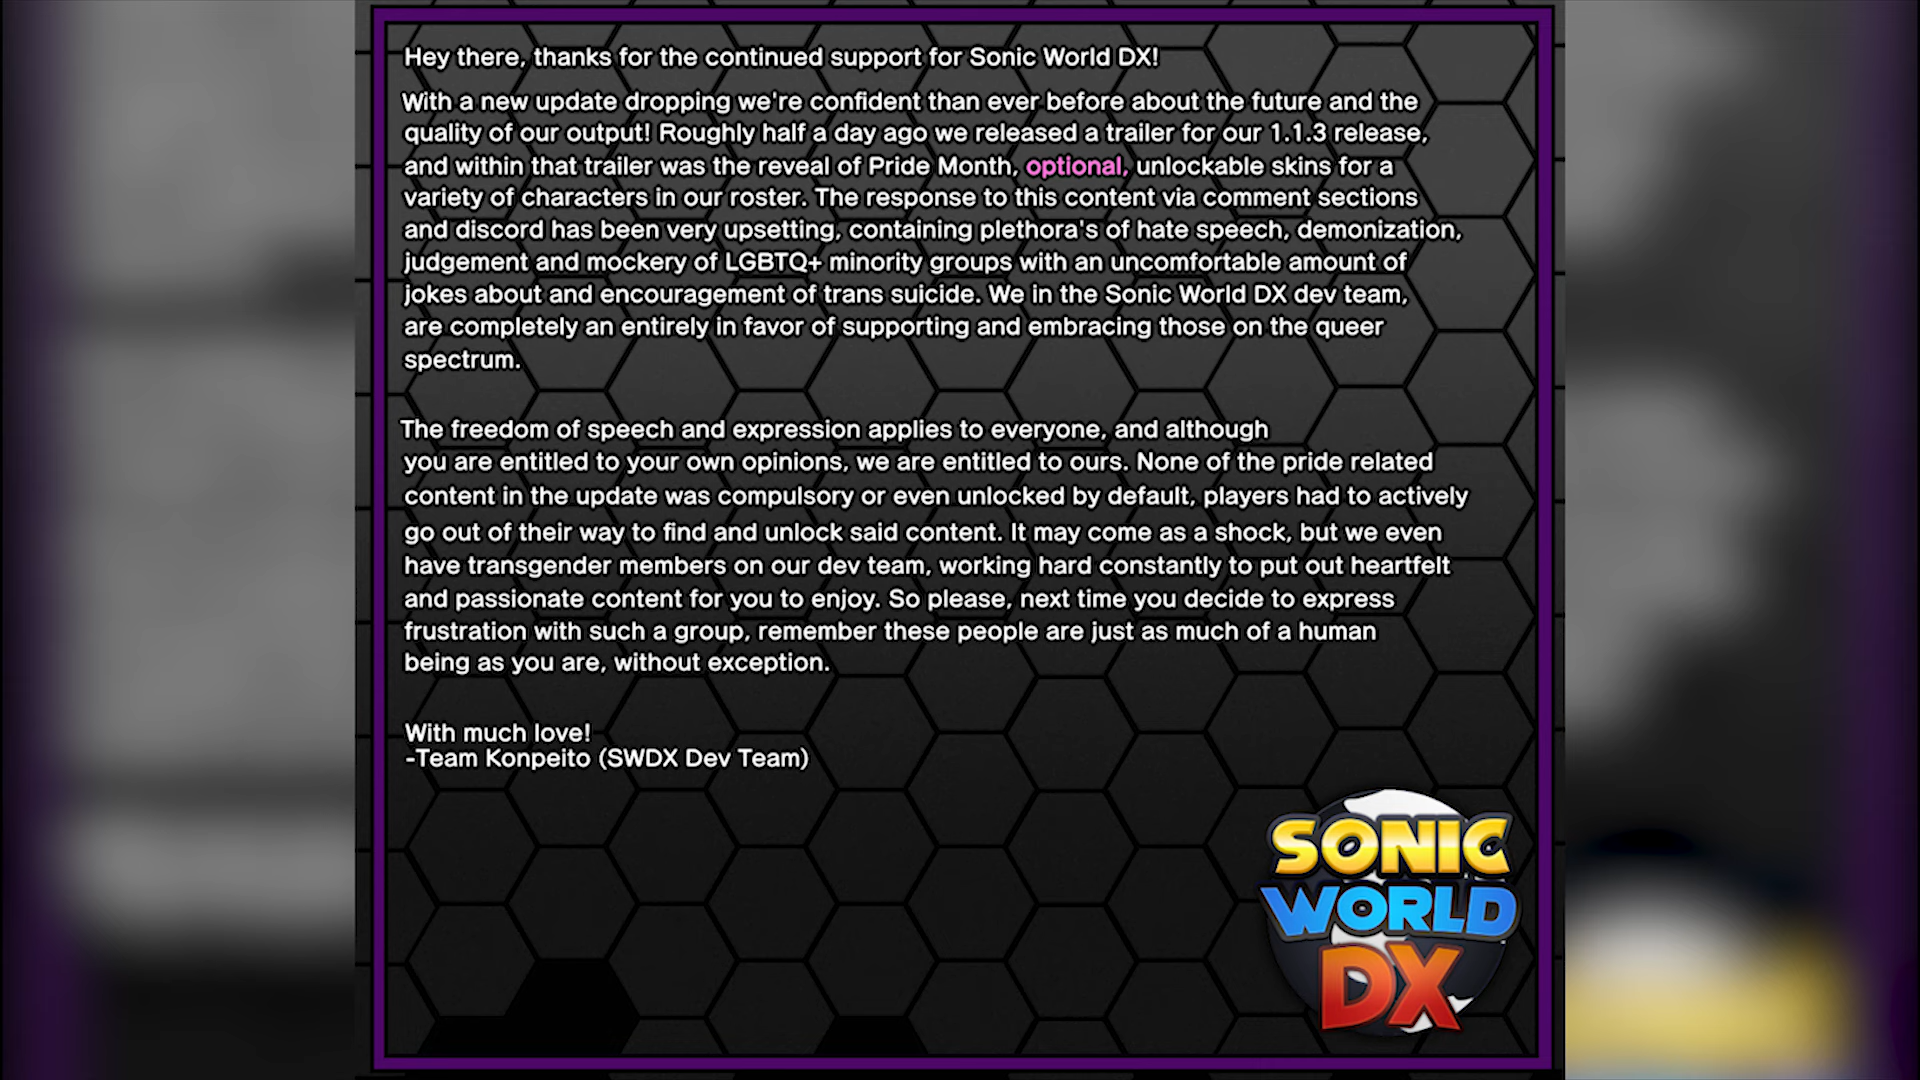 Hey there, thanks for the continued support for Sonic World DX!
With a new update dropping we're confident than ever before about the future and the
quality of our output! Roughly half a day ago we released a trailer for our 1.1.3 release,
and within that trailer was the reveal of Pride Month, optional, unlockable skins for a
variety of characters in our roster. The response to this content via comment sections
and discord has been very upsetting, containing plethora's of hate speech, demonization,
judgement and mockery of LGBTQ+ minority groups with an uncomfortable amount of
jokes about and encouragement of trans suicide. We in the Sonic World DX dev team,
are completely an entirely in favor of supporting and embracing those on the queer
spectrum.
The freedom of speech and expression applies to everyone, and although
you are entitled to your own opinions, we are entitled to ours. None of the pride related
content in the update was compulsory or even unlocked by default, players had to actively
go out of their way to find and unlock said content. It may come as a shock, but we even
have transgender members on our dev team, working hard constantly to put out heartfelt
and passionate content for you to enjoy. So please, next time you decide to express
frustration with such a group, remember these people are just as much of a human
being as you are, without exception.
With much love!
-Team Konpeito (SWDX Dev Team)
SONIC
WORLD
DX